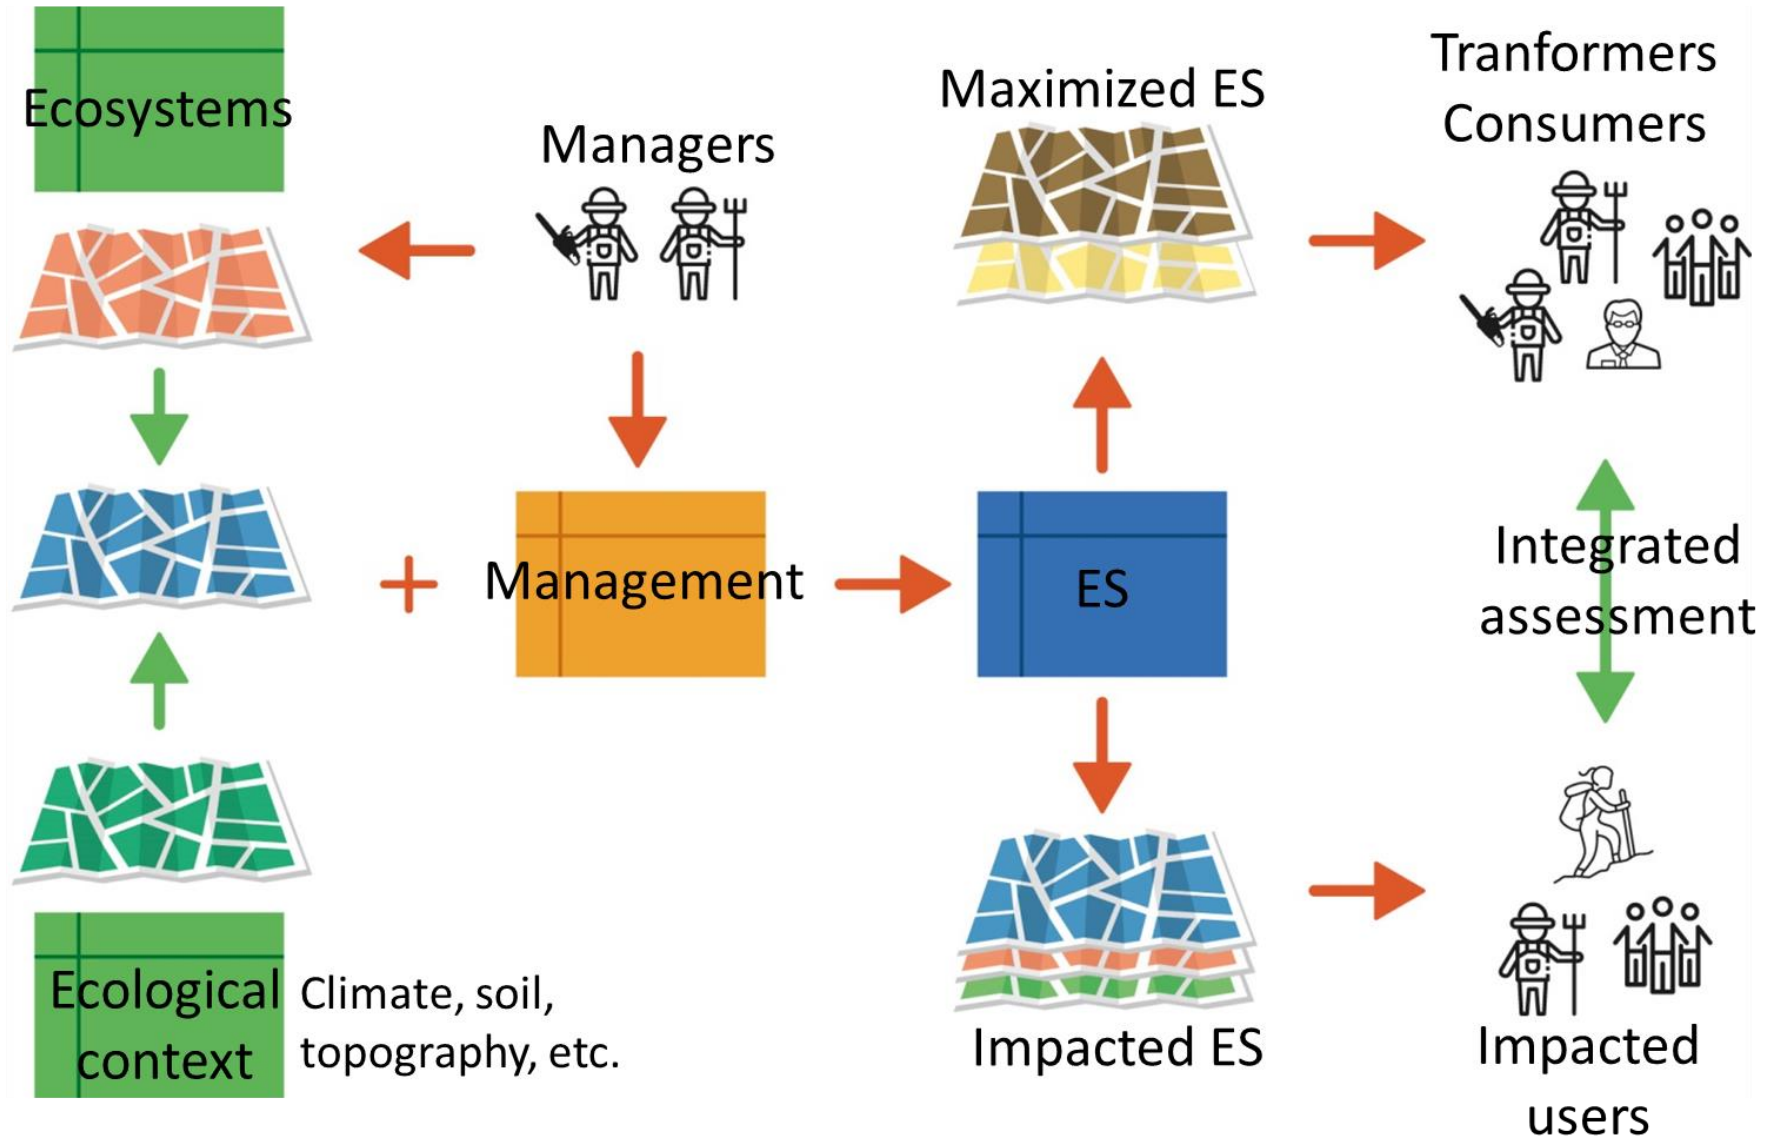 Ecosystems
Managers
Maximized ES
Tranformers
Consumers
Management
ES
Integrated
assessment
Ecological
context
Climate, soil,
topography, etc.
Impacted ES
Impacted
users